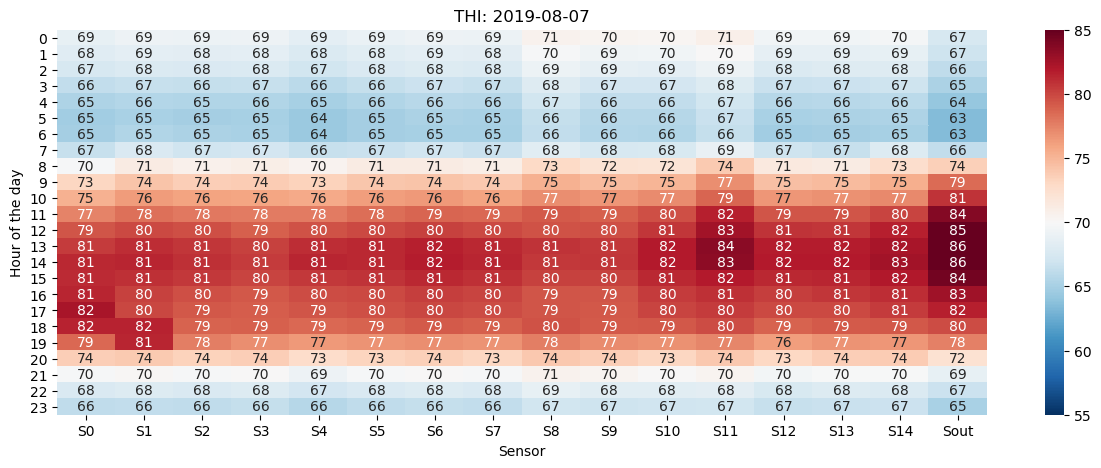 THI: 2019-08-07
0 69 69 69 69 69 69 69 69 71 70 70 71 69 69 70 67
1 68 69 68 68 68 68 69 68 70 69 70 70 68 69 69 67
2 67 68 68 68 67 68 68 68 69 69 69 69 68 68 68 66
3 66 67 66 67 66 66 67 67 68 67 67 68 67 67 67 65
4 65 66 65 66 65 66 66 66 67 66 66 67 66 66 66 64
5 65 65 65 65 64 65 65 65 66 66 66 67 65 65 65 63
6 65 65 65 65 64 65 65 65 66 65 66 66 65 65 65 63
7 67 68 67 67 66 67 67 67 68 68 68 69 67 67 68 66
8 70 71 71 71 70 71 71 71 73 72 72 74 71 71 73 74
9 73 74 74 74 73 74 74 74 75 75 75 77 75 75 75 79
10 75 76 76 76 76 76 76 76 77 77 77 79 77 77 77 81
11 77 78 78 78 78 78 79 79 79 79 80 82 79 79 80 84
12 79 80 80 79 80 80 80 80 80 80 81 83 81 81 82 85
13 81 81 81 80 81 81 82 81 81 81 82 84 82 82 82 86
14 81 81 81 81 81 81 82 81 81 81 82 83 82 82 83 86
15 81 81 81 80 81 81 81 81 80 80 81 82 81 81 82 84
16 81 80 80 79 80 80 80 80 79 79 80 81 80 81 81 83
17 82 80 79 79 79 80 80 80 79 79 80 80 80 80 81 82
18 82 82 79 79 79 79 79 79 80 79 79 80 79 79 79 80
19 79 81 78 77 77 77 77 77 78 77 77 77 76 77 77 78
20 74 74 74 74 73 73 74 73 74 74 73 74 73 74 74 72
21 70 70 70 70 69 70 70 70 71 70 70 70 70 70 70 69
22 68 68 68 68 67 68 68 68 68 69 68 68 68 68 68 67
23 66 66 66 66 66 66 66 66 67 67 67 67 67 67 67 65
S0 S1 S2 S3 S4 S5 S6 S7 S8 S9 S10 S11 S12 S13 S14 Sout
Sensor
Hour of the day
85
80
75
70
65
60
55